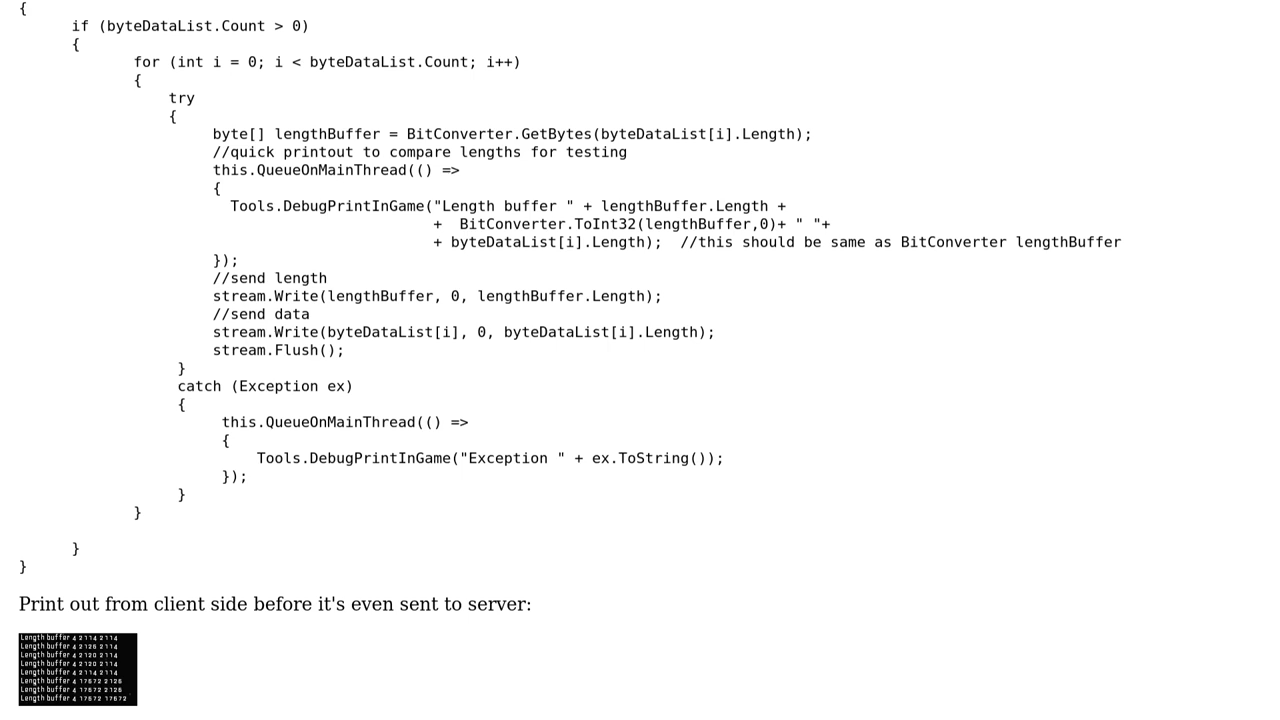 {
if (byteDataList.Count > 0)
{
for (int i = 0; i < byteDataList.Count; i++)
{
try
{
byte[] lengthBuffer = BitConverter.GetBytes(byteDataList[i].Length);
//quick printout to compare lengths for testing
this.QueueOnMainThread(() =>
{
Tools.DebugPrintInGame("Length buffer " + lengthBuffer.Length +
+  BitConverter.ToInt32(lengthBuffer,0)+ " "+
+ byteDataList[i].Length);  //this should be same as BitConverter lengthBuffer
});
//send length
stream.Write(lengthBuffer, 0, lengthBuffer.Length);
//send data
stream.Write(byteDataList[i], 0, byteDataList[i].Length);
stream.Flush();
}
catch (Exception ex)
{
this.QueueOnMainThread(() =>
{
Tools.DebugPrintInGame("Exception " + ex.ToString());
});
}
}
}
}
Print out from client side before it's even sent to server:
Length buffer 4 2114 2114
Length buffer 4 2126 2114
Length buffer 4 2120 2114
Length buffer 4 2120 2114
Length buffer 4 2114 2114
Length buffer 4 17672 2126
Length buffer 4 17672 2126
Length buffer 4 17672 17672